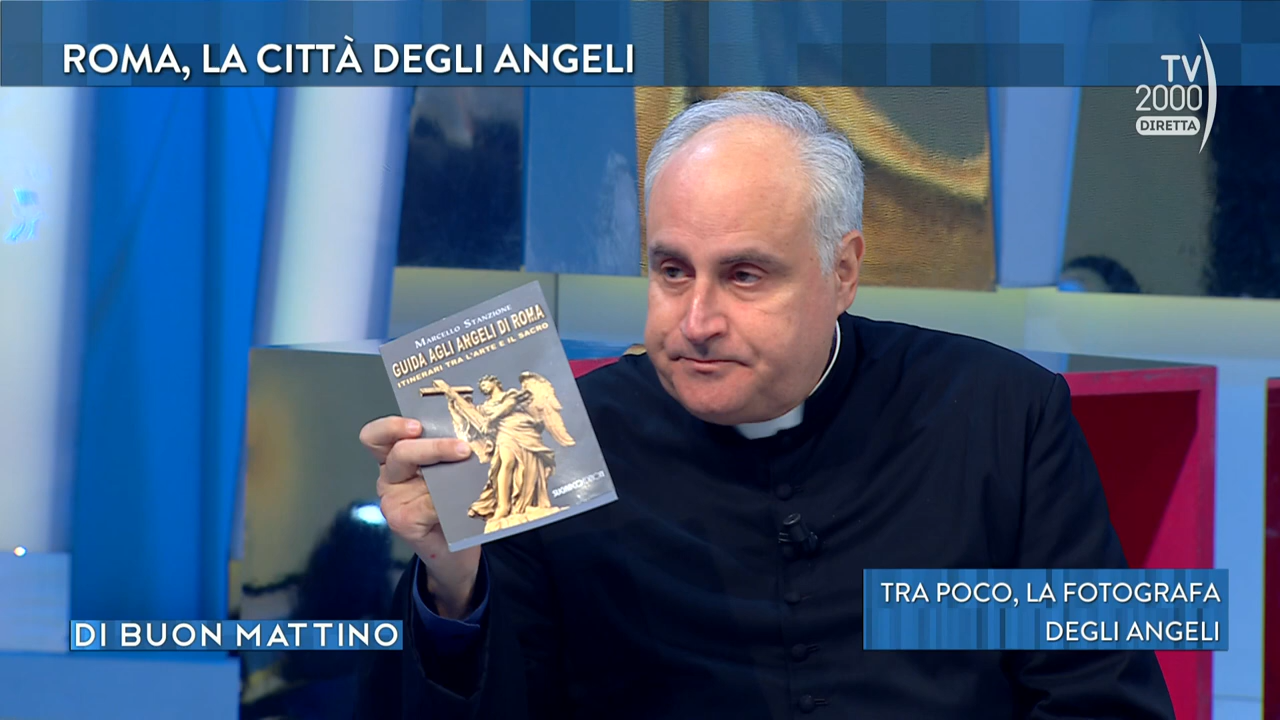 ROMA, LA CITTÀ DEGLI ANGELI
TV
2000
DIRETTA
MARCELLO STANZIONE
GUIDA AGLI ANGELI DI ROMA
ITINERARI TRA L'ARTE E IL SACRO
TRA POCO, LA FOTOGRAFA
DEGLI ANGELI
DI BUON MATTINO